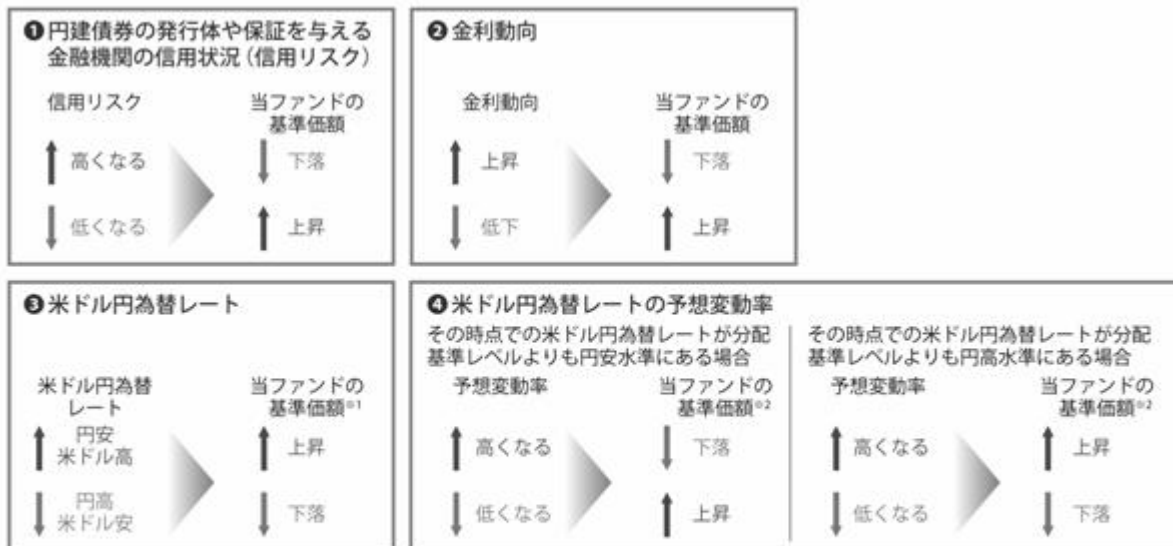 ❶円建債券の発行体や保証を与える
金融機関の信用状況（信用リスク）
信用リスク
当ファンドの
基準価額
高くなる
下落
低くなる
上昇
❷金利動向
金利動向
当ファンドの
基準価額
上昇
下落
低下
上昇
❸米ドル円為替レート
米ドル円為替
レート
当ファンドの
基準価額※1
円安
米ドル高
上昇
円高
米ドル安
下落
❹米ドル円為替レートの予想変動率
その時点での米ドル円為替レートが分配
基準レベルよりも円安水準にある場合
予想変動率
当ファンドの
基準価額※2
高くなる
下落
低くなる
上昇
その時点での米ドル円為替レートが分配
基準レベルよりも円高水準にある場合
予想変動率
当ファンドの
基準価額※2
高くなる
上昇
低くなる
下落